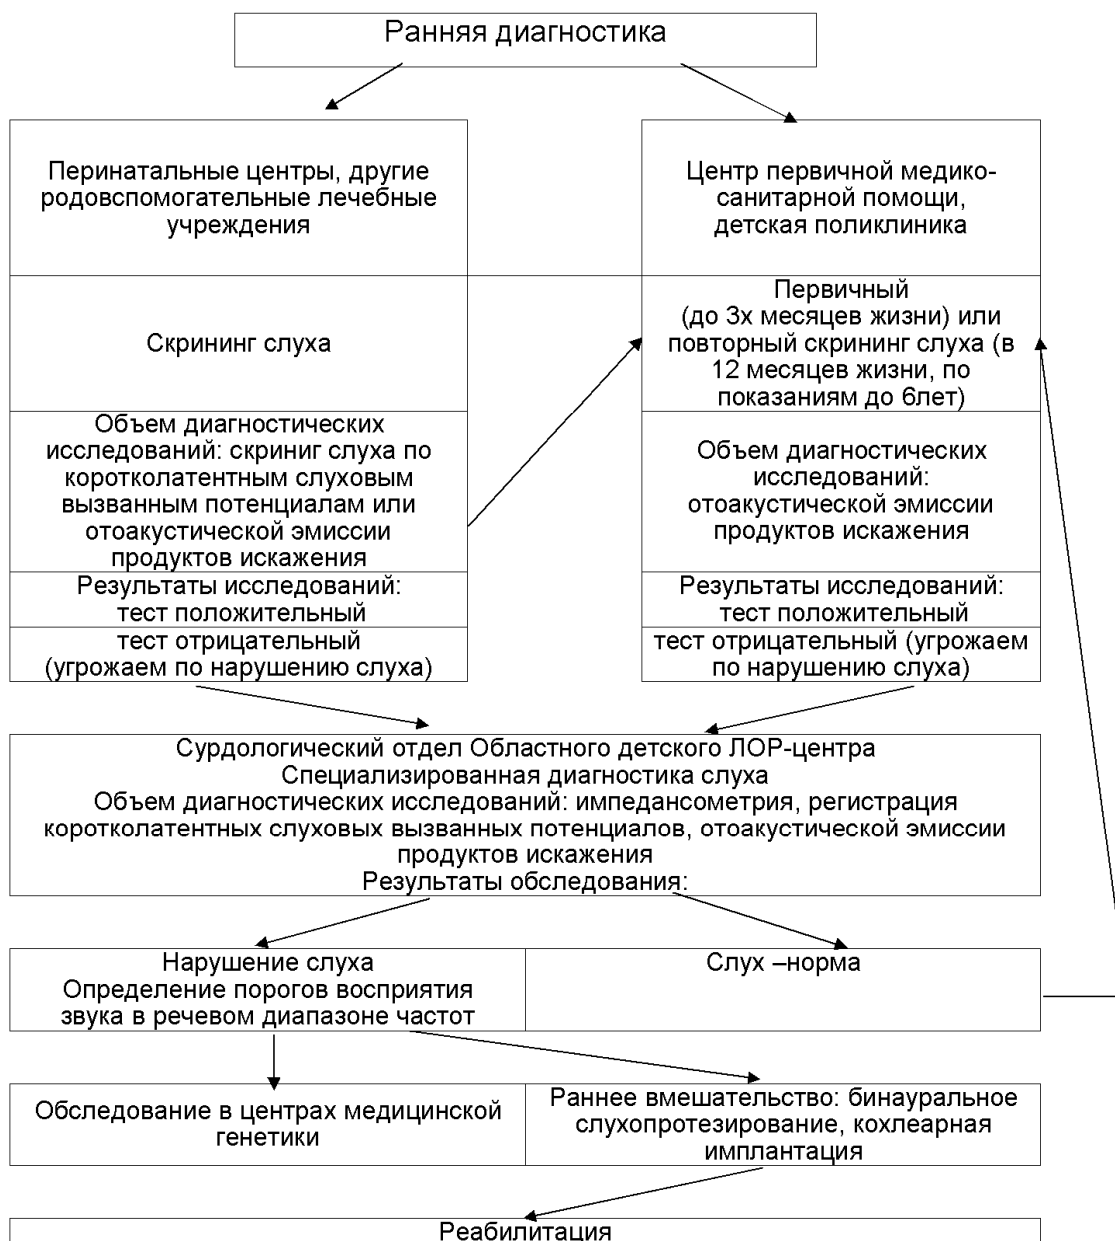 Ранняя диагностика
Перинатальные центры, другие
родовспомогательные лечебные
учреждения
Центр первичной медико-
санитарной помощи,
детская поликлиника
Скрининг слуха
Первичный
(до 3х месяцев жизни) или
повторный скрининг слуха (в
12 месяцев жизни, по
показаниям до 6лет)
Объем диагностических
исследований: скриниг слуха по
коротколатентным слуховым
вызванным потенциалам или
отоакустической эмиссии
продуктов искажения
Объем диагностических
исследований:
отоакустической эмиссии
продуктов искажения
Результаты исследований:
тест положительный
Результаты исследований:
тест положительный
тест отрицательный
(угрожаем по нарушению слуха)
тест отрицательный (угрожаем
по нарушению слуха)
Сурдологический отдел Областного детского ЛОР-центра
Специализированная диагностика слуха
Объем диагностических исследований: импедансометрия, регистрация
коротколатентных слуховых вызванных потенциалов, отоакустической эмиссии
продуктов искажения
Результаты обследования:
Нарушение слуха
Определение порогов восприятия
звука в речевом диапазоне частот
Слух –норма
Обследование в центрах медицинской
генетики
Раннее вмешательство: бинауральное
слухопротезирование, кохлеарная
имплантация
Реабилитация